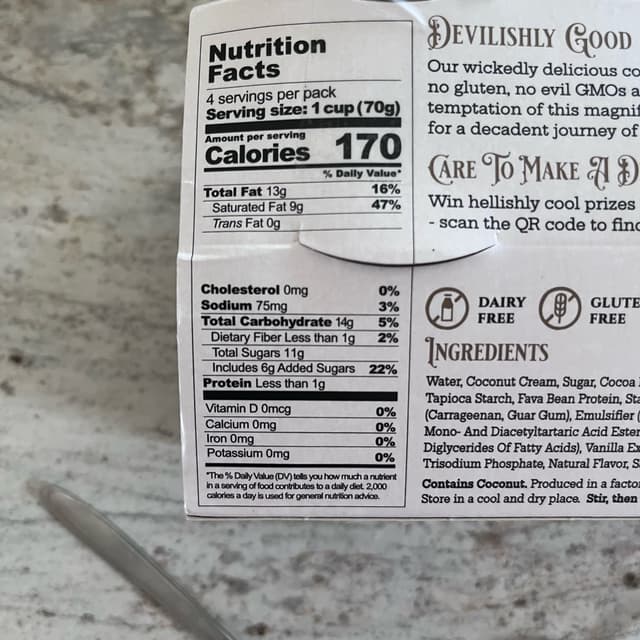 Nutrition
Facts
4 servings per pack
Serving size: 1 cup (70g)
Amount per serving
Calories 170
% Daily Value*
Total Fat 13g 16%
Saturated Fat 9g 47%
Trans Fat 0g
Cholesterol 0mg 0%
Sodium 75mg 3%
Total Carbohydrate 14g 5%
Dietary Fiber Less than 1g 2%
Total Sugars 11g
Includes 6g Added Sugars 22%
Protein Less than 1g
Vitamin D 0mcg 0%
Calcium 0mg 0%
Iron 0mg 0%
Potassium 0mg 0%
*The % Daily Value (DV) tells you how much a nutrient
in a serving of food contributes to a daily diet. 2,000
calories a day is used for general nutrition advice.
DEVILISHLY GOOD
Our wickedly delicious
no gluten, no evil GMOs
temptation of this
for a decadent journey of
CARE TO MAKE A
Win hellishly cool prizes
- scan the QR code to
DAIRY
FREE
FREE
INGREDIENTS
Water, Coconut Cream, Sugar, Cocoa
Tapioca Starch, Fava Bean Protein,
(Carrageenan, Guar Gum), Emulsifier
Mono- And Diacetyltartaric Acid
Diglycerides Of Fatty Acids), Vanilla
Trisodium Phosphate, Natural Flavor,
Contains Coconut. Produced in a
Store in a cool and dry place. Stir, then